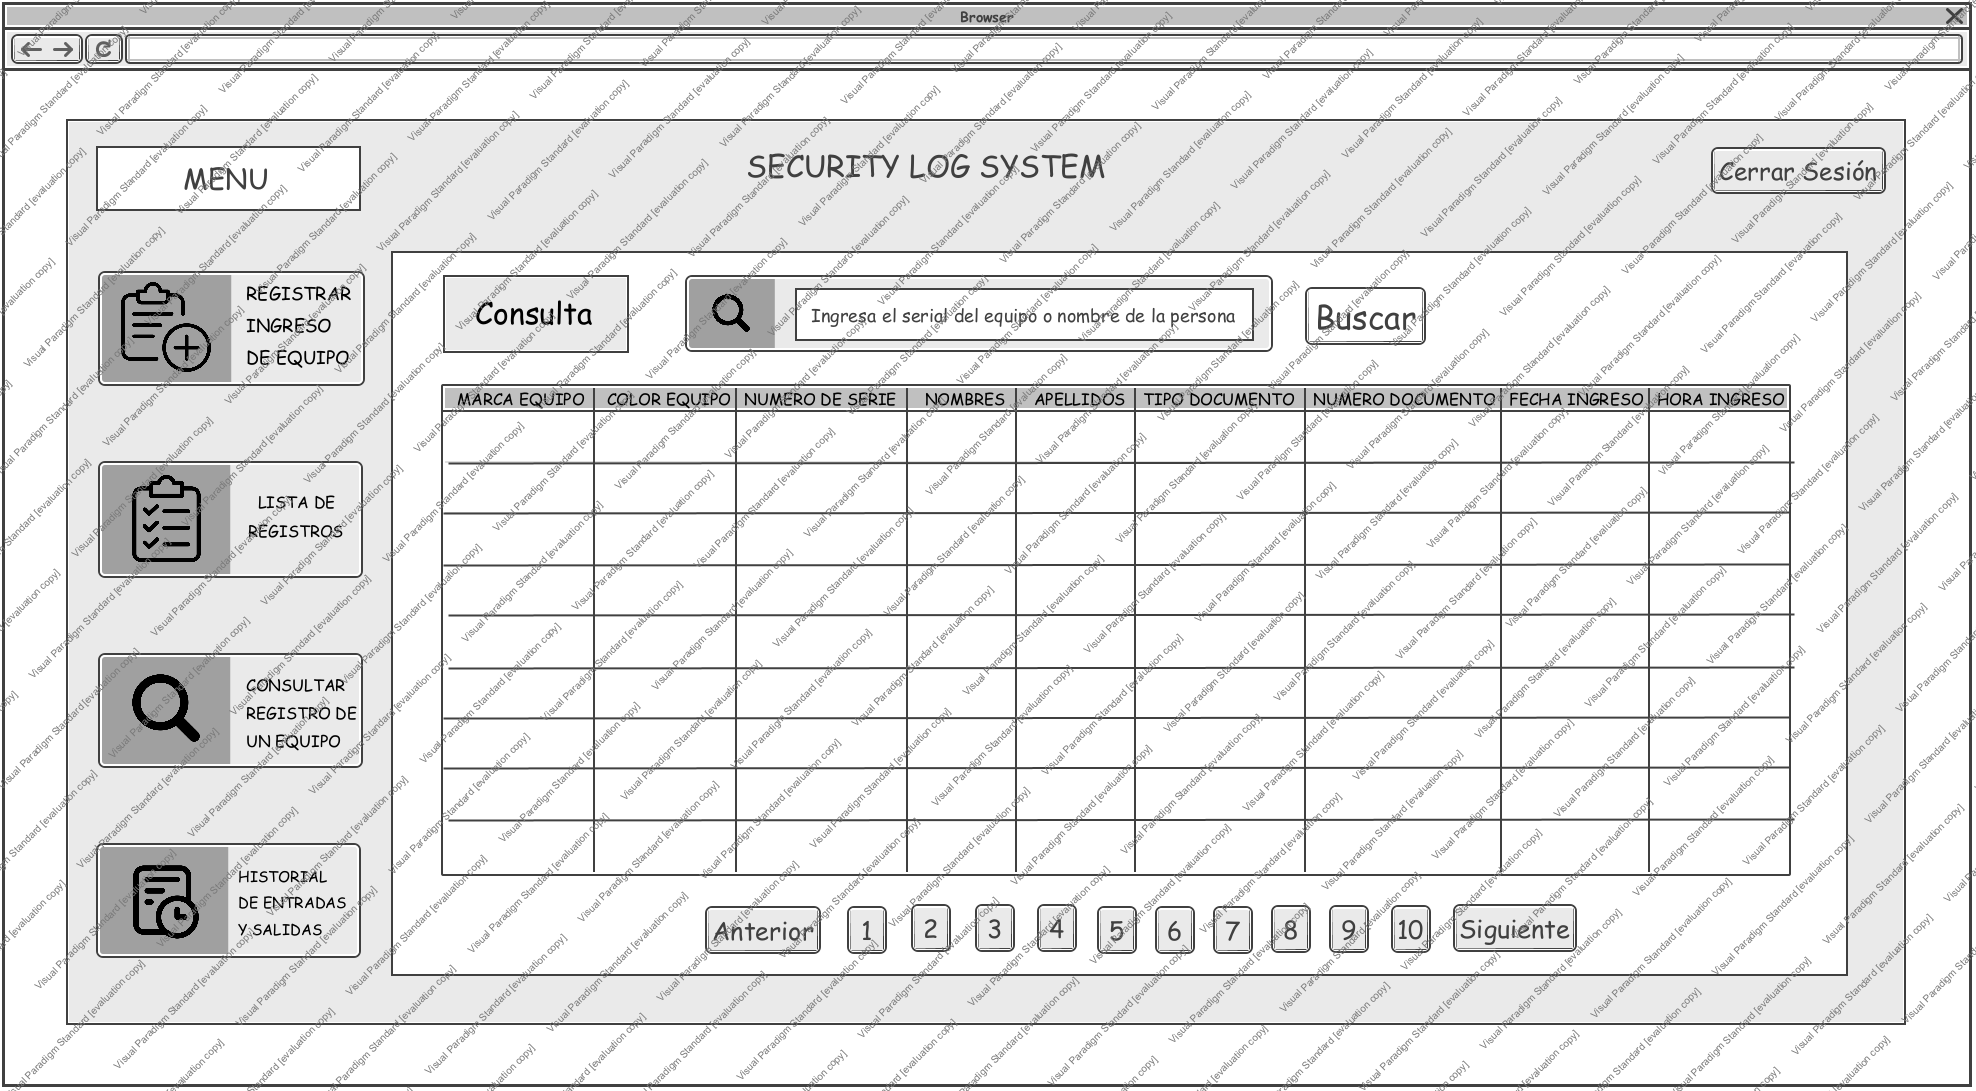 Browser
MENU
SECURITY LOG SYSTEM
Cerrar Sesión
REGISTRAR
INGRESO
DE EQUIPO
LISTA DE
REGISTROS
CONSULTAR
REGISTRO DE
UN EQUIPO
HISTORIAL
DE ENTRADAS
Y SALIDAS
Consulta
Ingresa el serial del equipo o nombre de la persona
Buscar
MARCA EQUIPO COLOR EQUIPO NUMERO DE SERIE NOMBRES APELLIDOS TIPO DOCUMENTO NUMERO DOCUMENTO FECHA INGRESO HORA INGRESO
Anterior 1 2 3 4 5 6 7 8 9 10 Siguiente
Visual Paradigm Standard [evaluation copy]